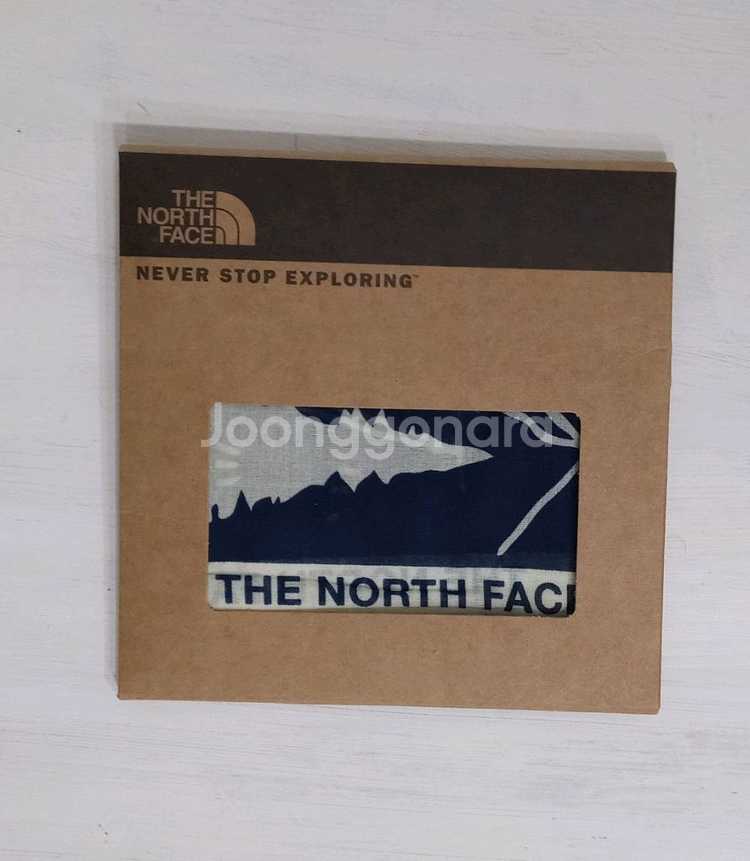 THE
NORTH
FACE
NEVER STOP EXPLORING™
Joonggonara
THE NORTH FAC